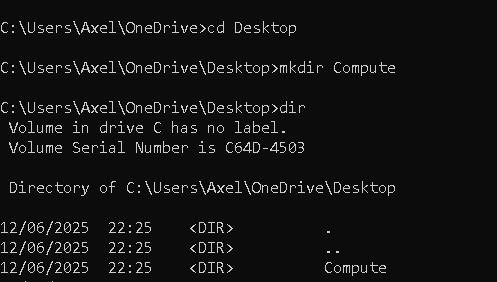 C:\Users\Axel\OneDrive>cd Desktop
C:\Users\Axel\OneDrive\Desktop>mkdir Compute
C:\Users\Axel\OneDrive\Desktop>dir
 Volume in drive C has no label.
 Volume Serial Number is C64D-4503
 Directory of C:\Users\Axel\OneDrive\Desktop
12/06/2025  22:25    <DIR>          .
12/06/2025  22:25    <DIR>          ..
12/06/2025  22:25    <DIR>          Compute